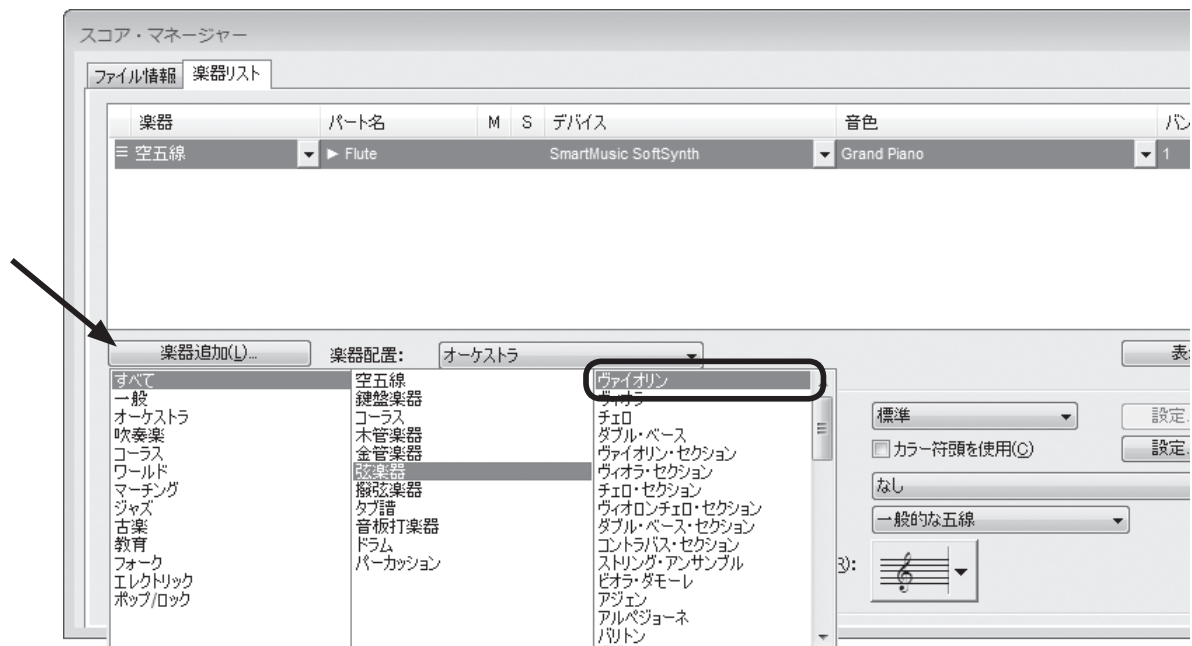 スコア・マネージャー
ファイル情報 楽器リスト
楽器 パート名 M S デバイス 音色
空五線 Flute SmartMusic SoftSynth Grand Piano 1
楽器追加(L)... 楽器配置: オーケストラ
すべて
一般
オーケストラ
吹奏楽
コーラス
ワールド
マーチング
ジャズ
古楽
教育
フォーク
エレクトリック
ポップ/ロック
空五線
鍵盤楽器
コーラス
木管楽器
金管楽器
弦楽器
撥弦楽器
タブ譜
音板打楽器
ドラム
パーカッション
ヴァイオリン
ヴィオラ
チェロ
ダブル・ベース
ヴァイオリン・セクション
ヴィオラ・セクション
チェロ・セクション
ヴィオロンチェロ・セクション
ダブル・ベース・セクション
コントラバス・セクション
ストリング・アンサンブル
ビオラ・ダモーレ
アジェン
アルペジョーネ
バリトン
標準 設定
カラー符頭を使用(C) 設定
なし
一般的な五線